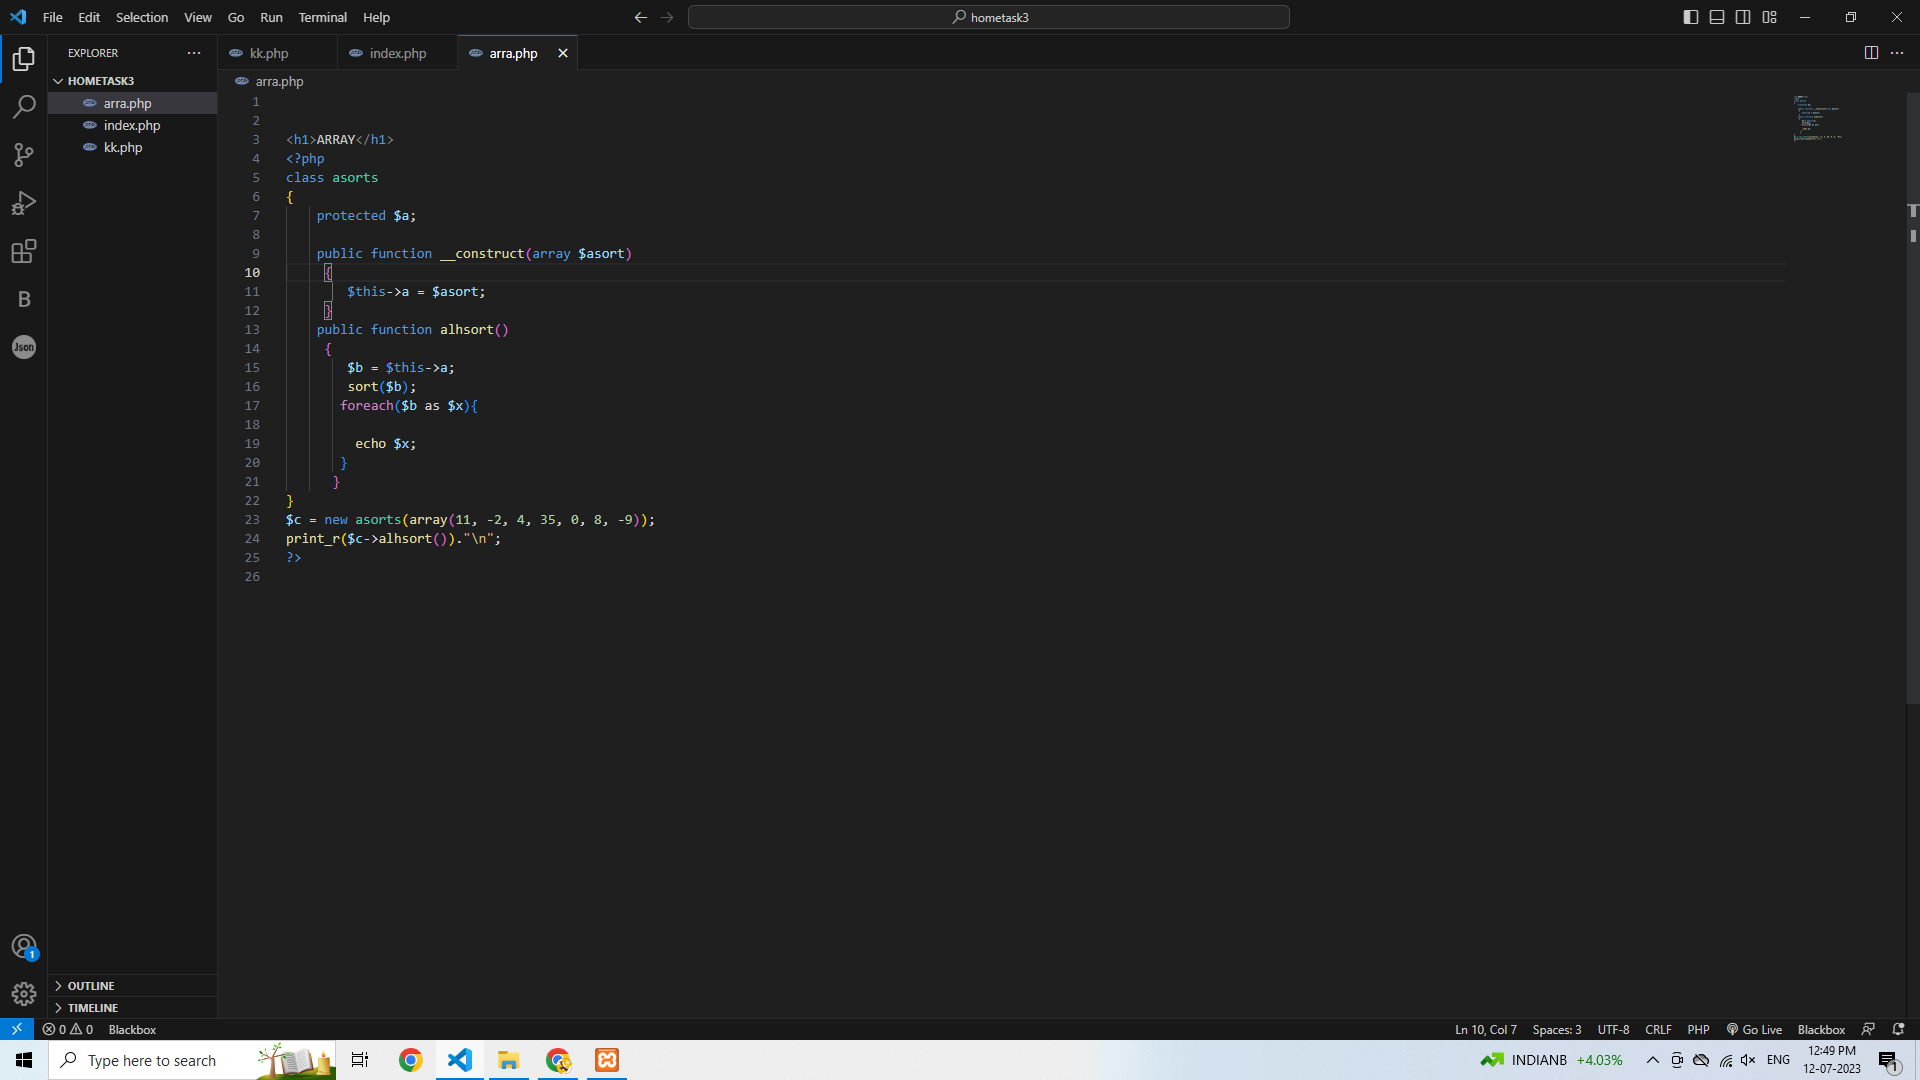 File Edit Selection View Go Run Terminal Help
hometask3
EXPLORER
kk.php
index.php
arra.php
HOMETASK3
arra.php
index.php
kk.php
arra.php
1
2
3 <h1>ARRAY</h1>
4 <?php
5 class asorts
6 {
7 protected $a;
8
9 public function __construct(array $asort)
10 {
11 $this->a = $asort;
12 }
13 public function alhsort()
14 {
15 $b = $this->a;
16 sort($b);
17 foreach($b as $x){
18
19 echo $x;
20 }
21 }
22 }
23 $c = new asorts(array(11, -2, 4, 35, 0, 8, -9));
24 print_r($c->alhsort())."\n";
25 ?>
26
B
Json
1
OUTLINE
TIMELINE
0 0 Blackbox
Ln 10, Col 7 Spaces: 3 UTF-8 CRLF PHP Go Live Blackbox
Type here to search
INDIANB +4.03%
ENG
12:49 PM
12-07-2023
1